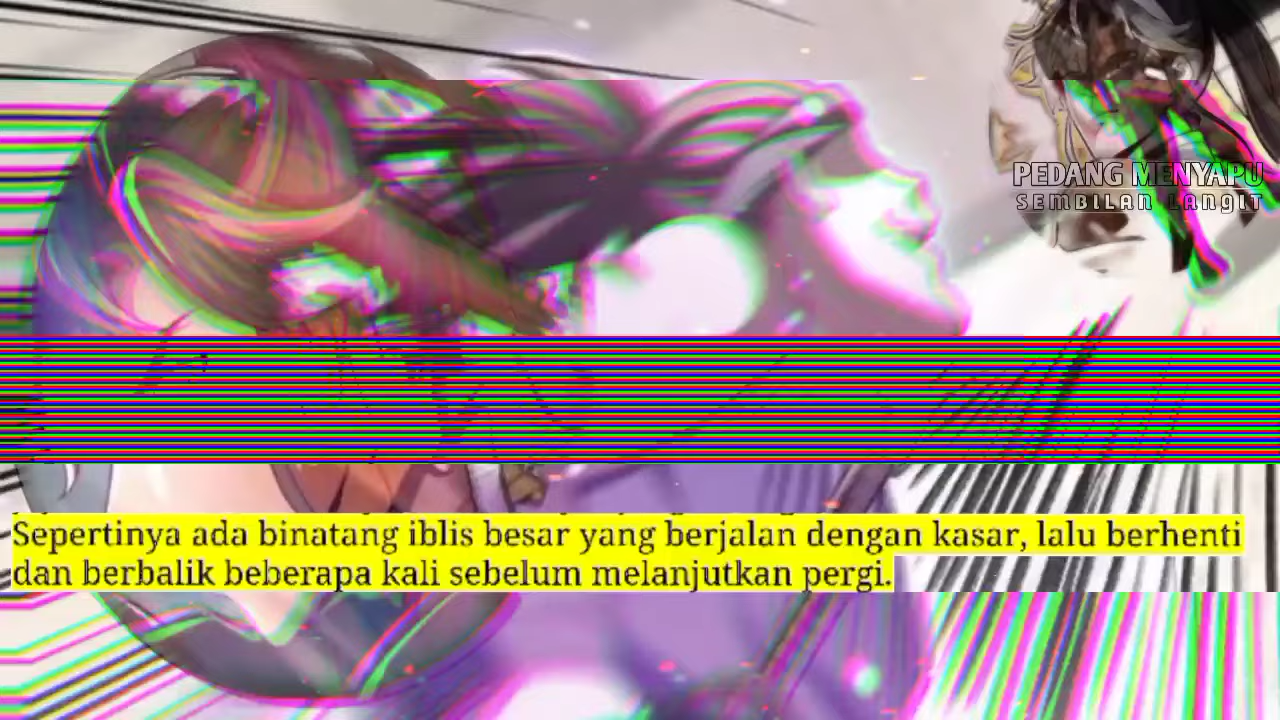 PEDANG MENYAPU
SEMBILAN LANGIT
Sepertinya ada binatang iblis besar yang berjalan dengan kasar, lalu berhenti
dan berbalik beberapa kali sebelum melanjutkan pergi.